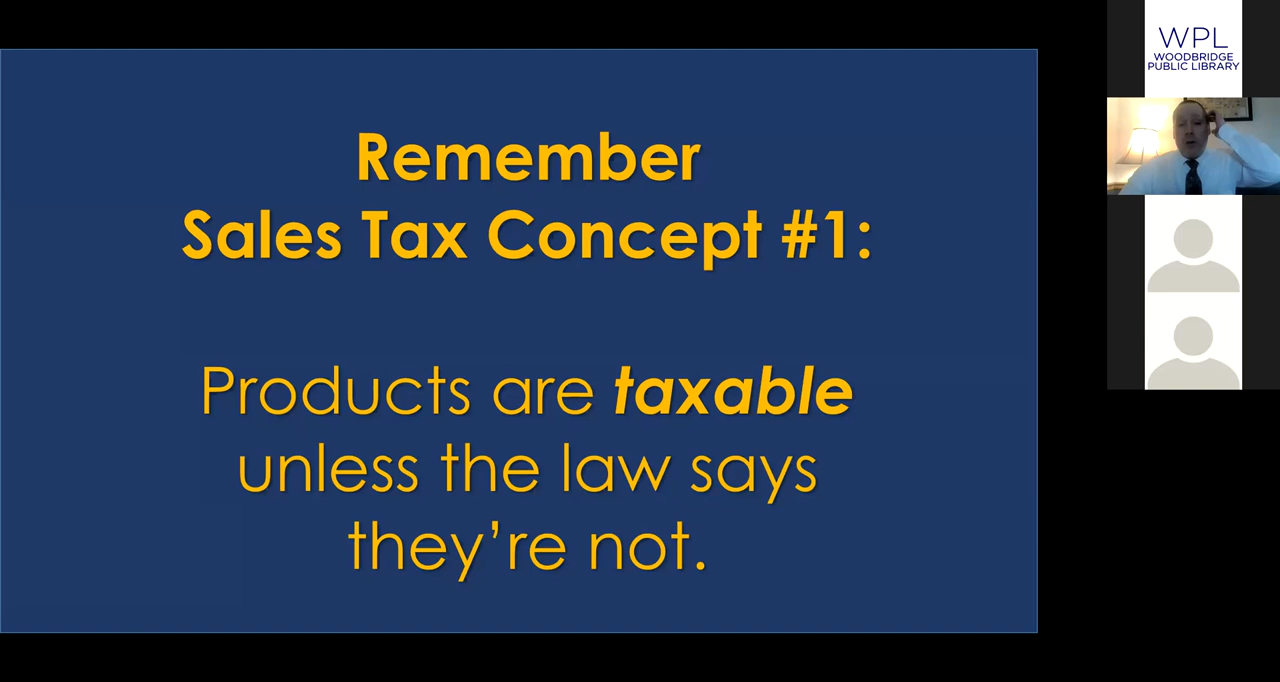 Remember
Sales Tax Concept #1:
Products are taxable
unless the law says
they’re not.
WPL
WOODBRIDGE
PUBLIC LIBRARY